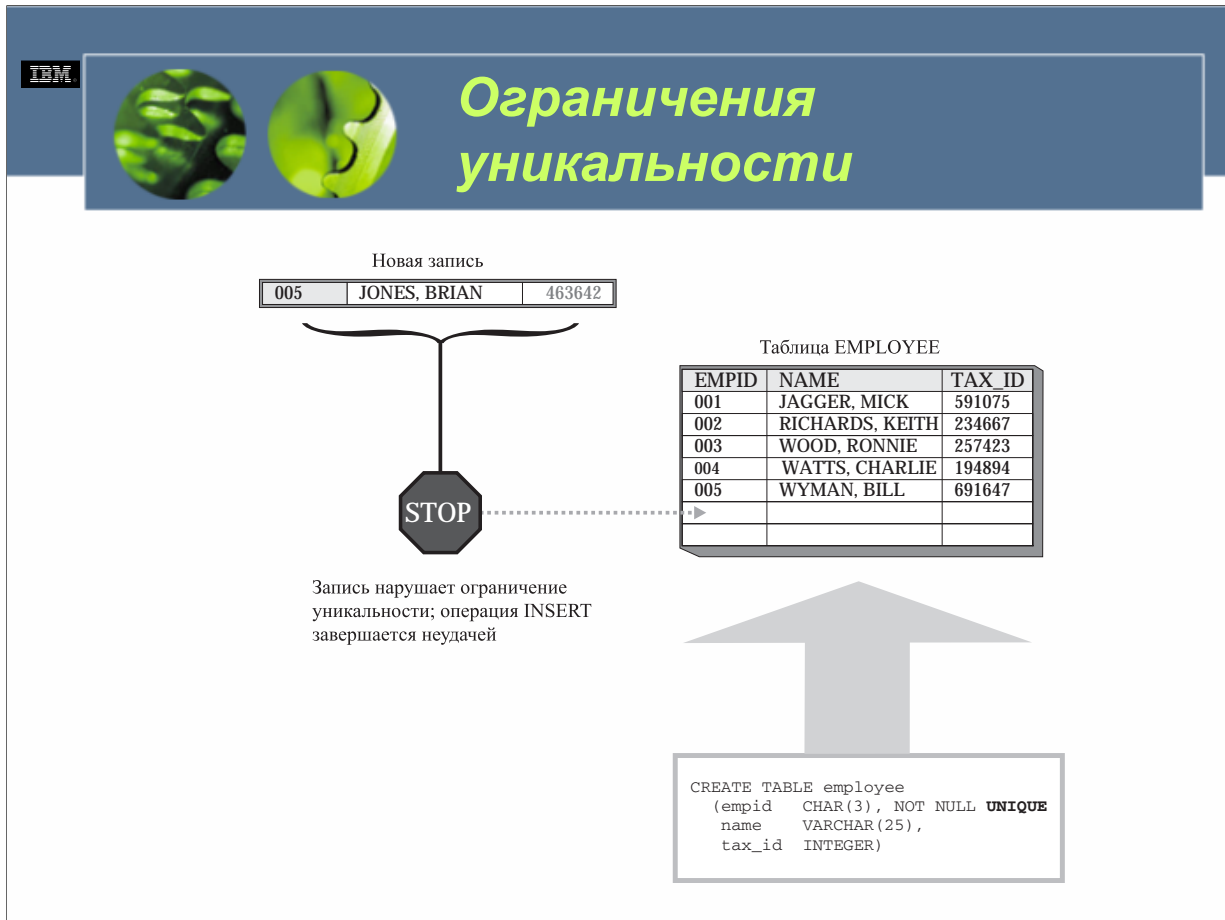 IBM.
Ограничения
уникальности
Новая запись
005 JONES, BRIAN 463642
Таблица EMPLOYEE
EMPID NAME TAX_ID
001 JAGGER, MICK 591075
002 RICHARDS, KEITH 234667
003 WOOD, RONNIE 257423
004 WATTS, CHARLIE 194894
005 WYMAN, BILL 691647
STOP
Запись нарушает ограничение
уникальности; операция INSERT
завершается неудачей
CREATE TABLE employee
(empid CHAR(3), NOT NULL UNIQUE
name VARCHAR(25),
tax_id INTEGER)